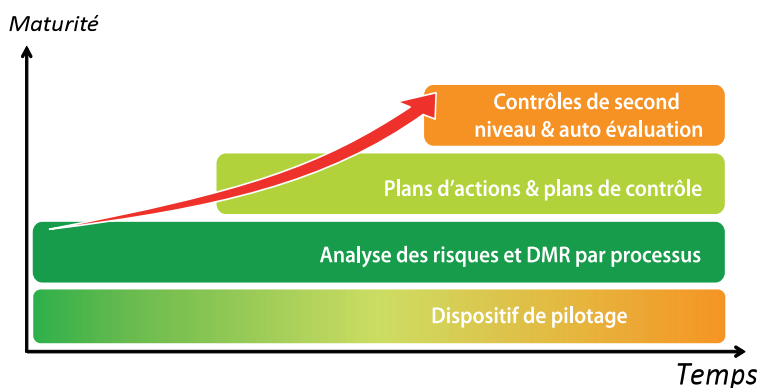 Maturité
Contrôles de second
niveau & auto évaluation
Plans d'actions & plans de contrôle
Analyse des risques et DMR par processus
Dispositif de pilotage
Temps